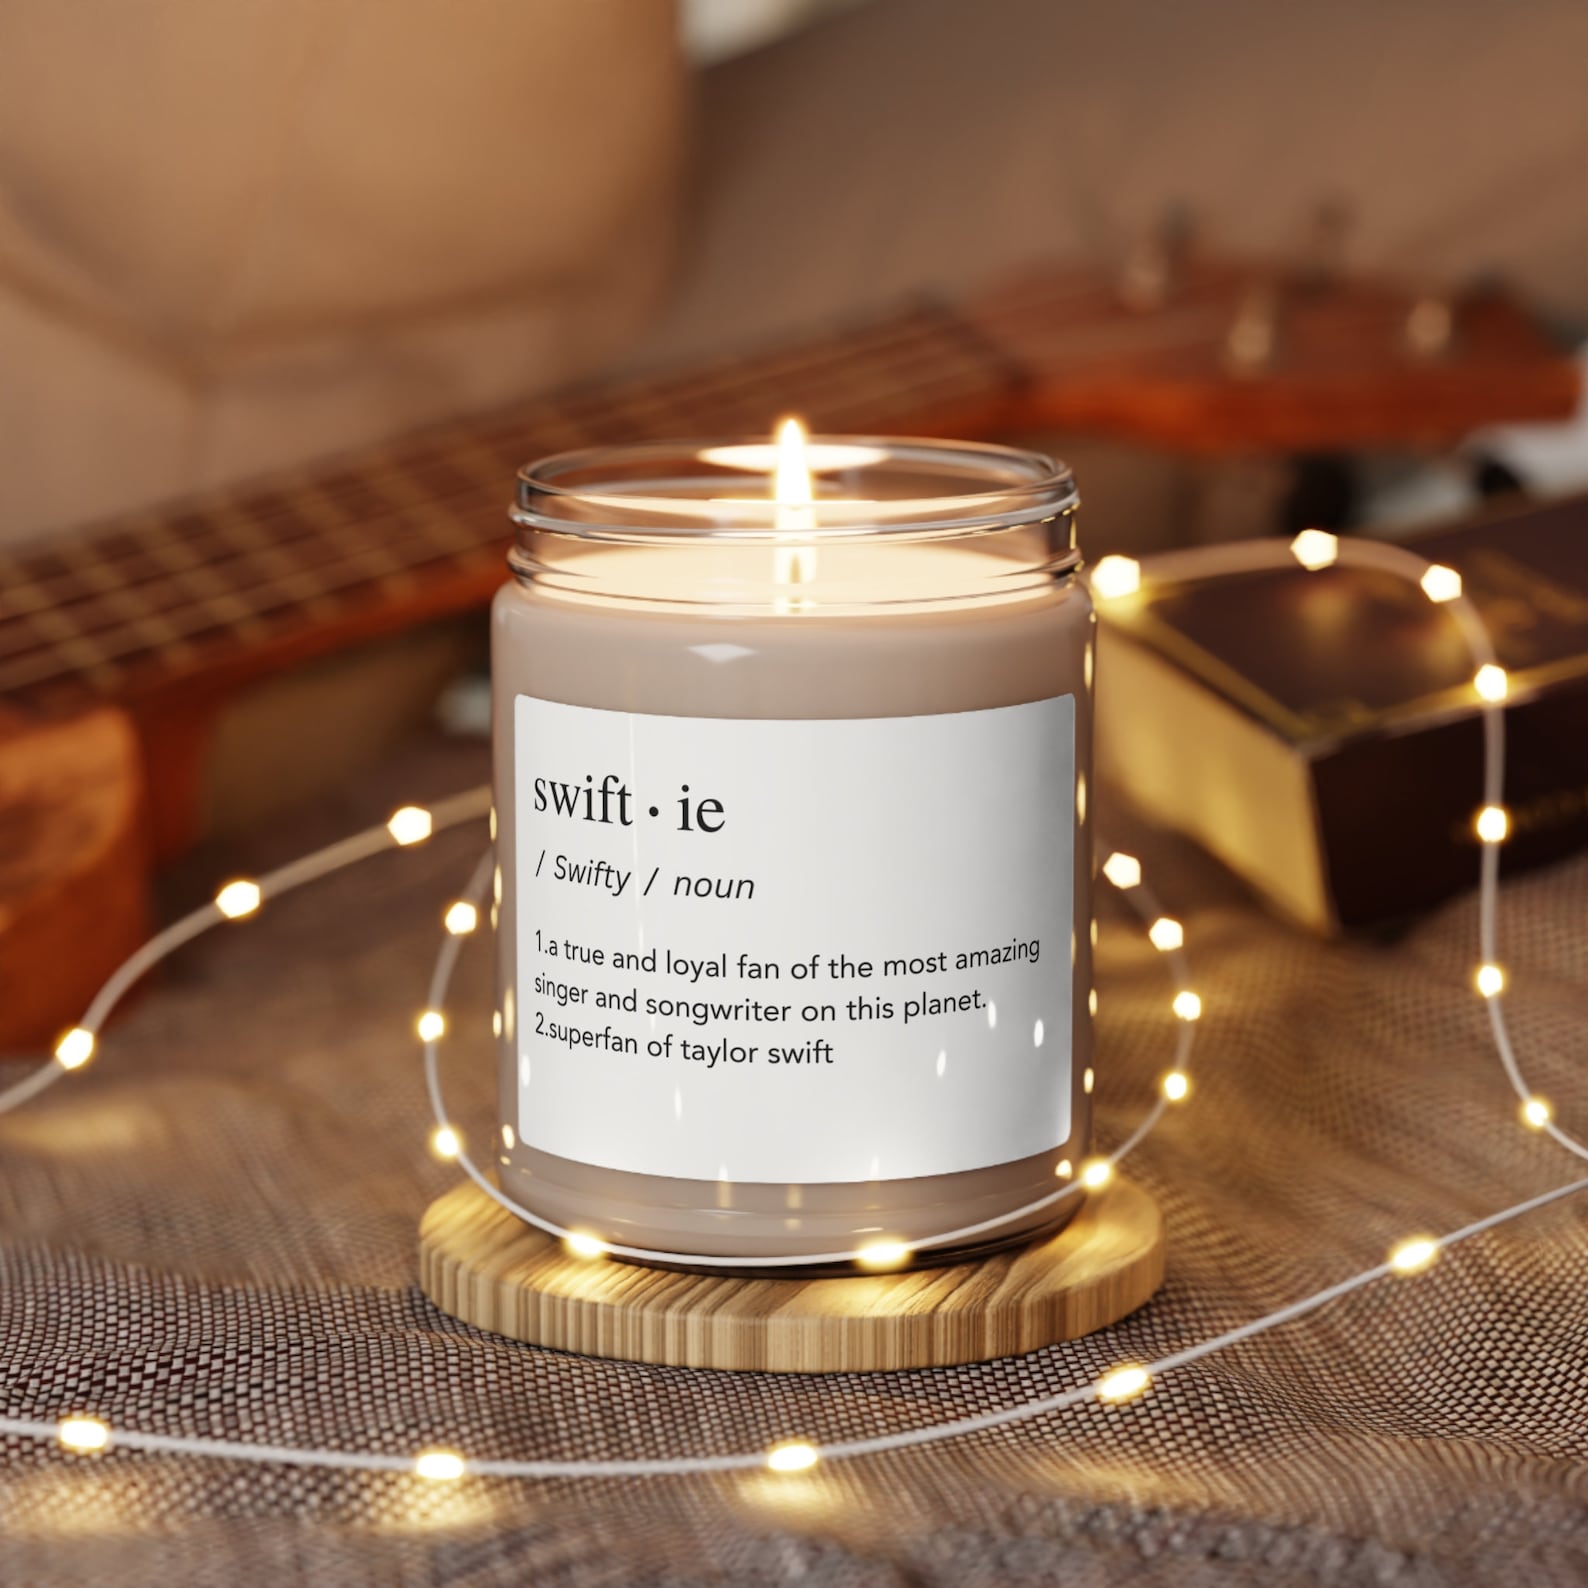 swift · ie
/ Swifty / noun
1.a true and loyal fan of the most amazing
singer and songwriter on this planet.
2.superfan of taylor swift